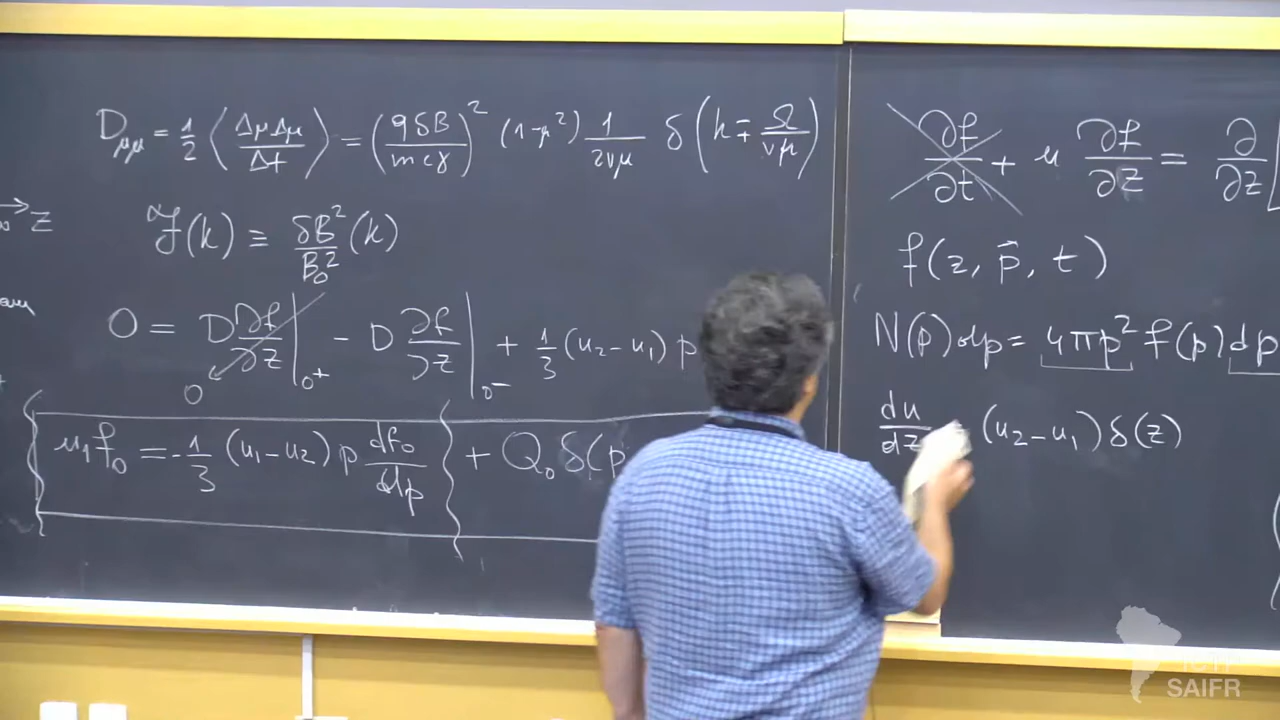 D_μμ = 1/2 ⟨ΔμΔμ/Δt⟩ = (qδB/mcγ)² (1-μ²) 1/2vμ δ(k ∓ Ω/vμ)
→ Z
F(k) ≡ δB²/B₀² (k)
0 = D ∂f/∂z |₀⁺ - D ∂f/∂z |₀⁻ + 1/3 (u₂-u₁) p
0
u₁f₀ = -1/3 (u₁-u₂) p df₀/dp + Q₀ δ(p
∂f/∂t + u ∂f/∂z = ∂/∂z [
f(z, p⃗, t)
N(p)dp = 4πp² f(p)dp
du/dz (u₂-u₁) δ(z)
ICTP
SAIFR